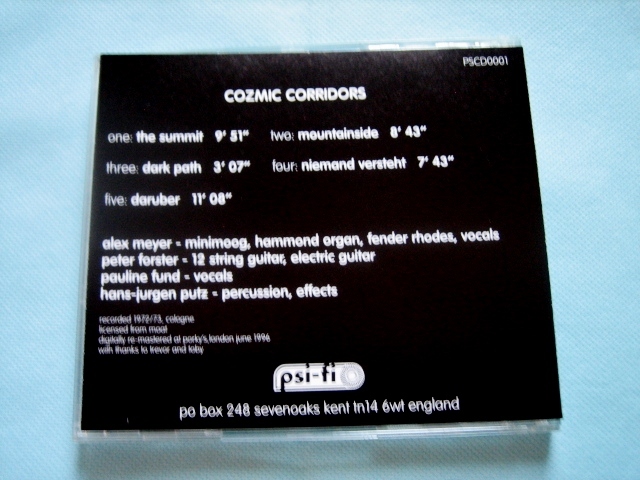 PSCD0001
COZMIC CORRIDORS
one: the summit 9' 51" two: mountainside 8' 43"
three: dark path 3' 07" four: niemand versteht 7' 43"
five: daruber 11' 08"
alex meyer = minimoog, hammond organ, fender rhodes, vocals
peter forster = 12 string guitar, electric guitar
pauline fund = vocals
hans-jurgen putz = percussion, effects
recorded 1972/73, cologne
licensed from moat
digitally re-mastered at porky's, london june 1996
with thanks to trevor and toby
psi-fi
po box 248 sevenoaks kent tn14 6wt england